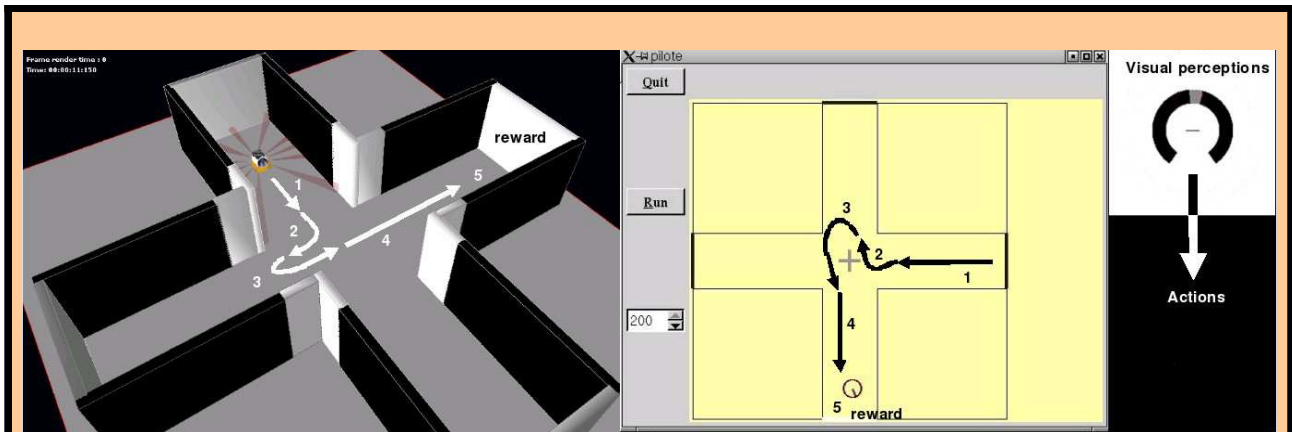 Frame render time : 0
Time: 00:00:11:150
reward
1
2
3
4
5
pilote
Quit
Run
200
3
2
1
4
5
reward
Visual perceptions
Actions